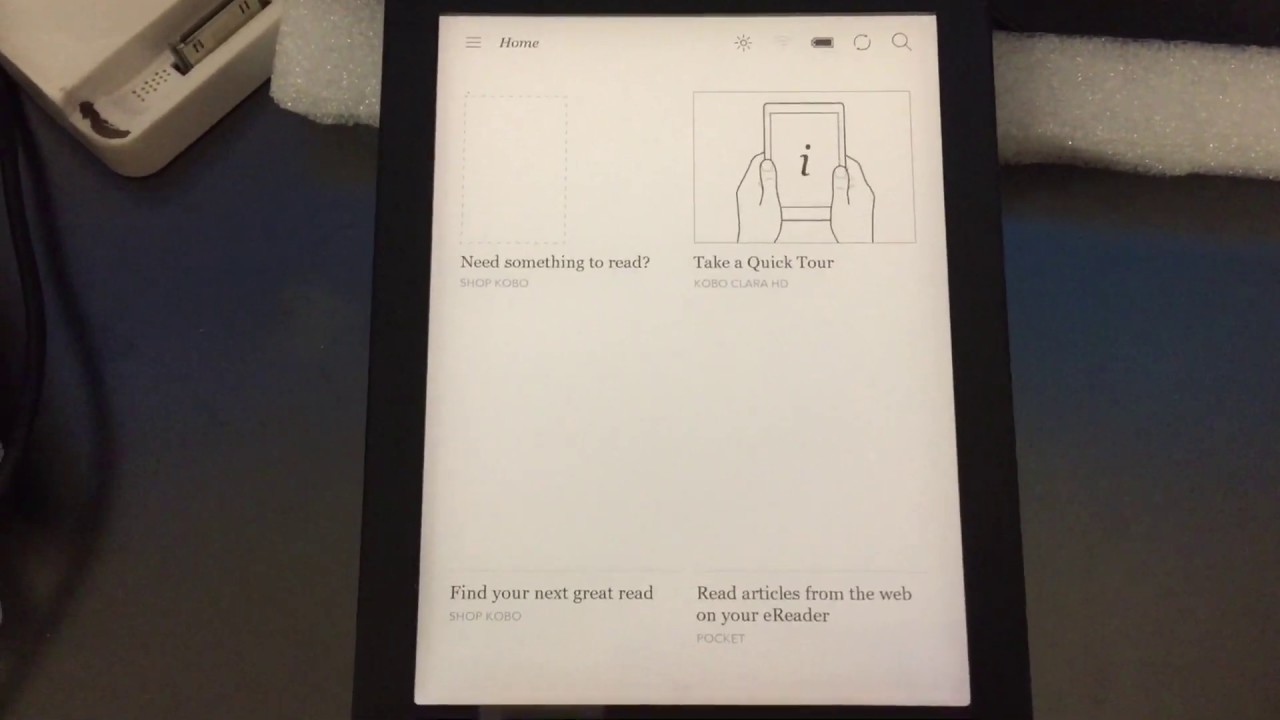 Home
i
Need something to read?
SHOP KOBO
Take a Quick Tour
KOBO CLARA HD
Find your next great read
SHOP KOBO
Read articles from the web
on your eReader
POCKET